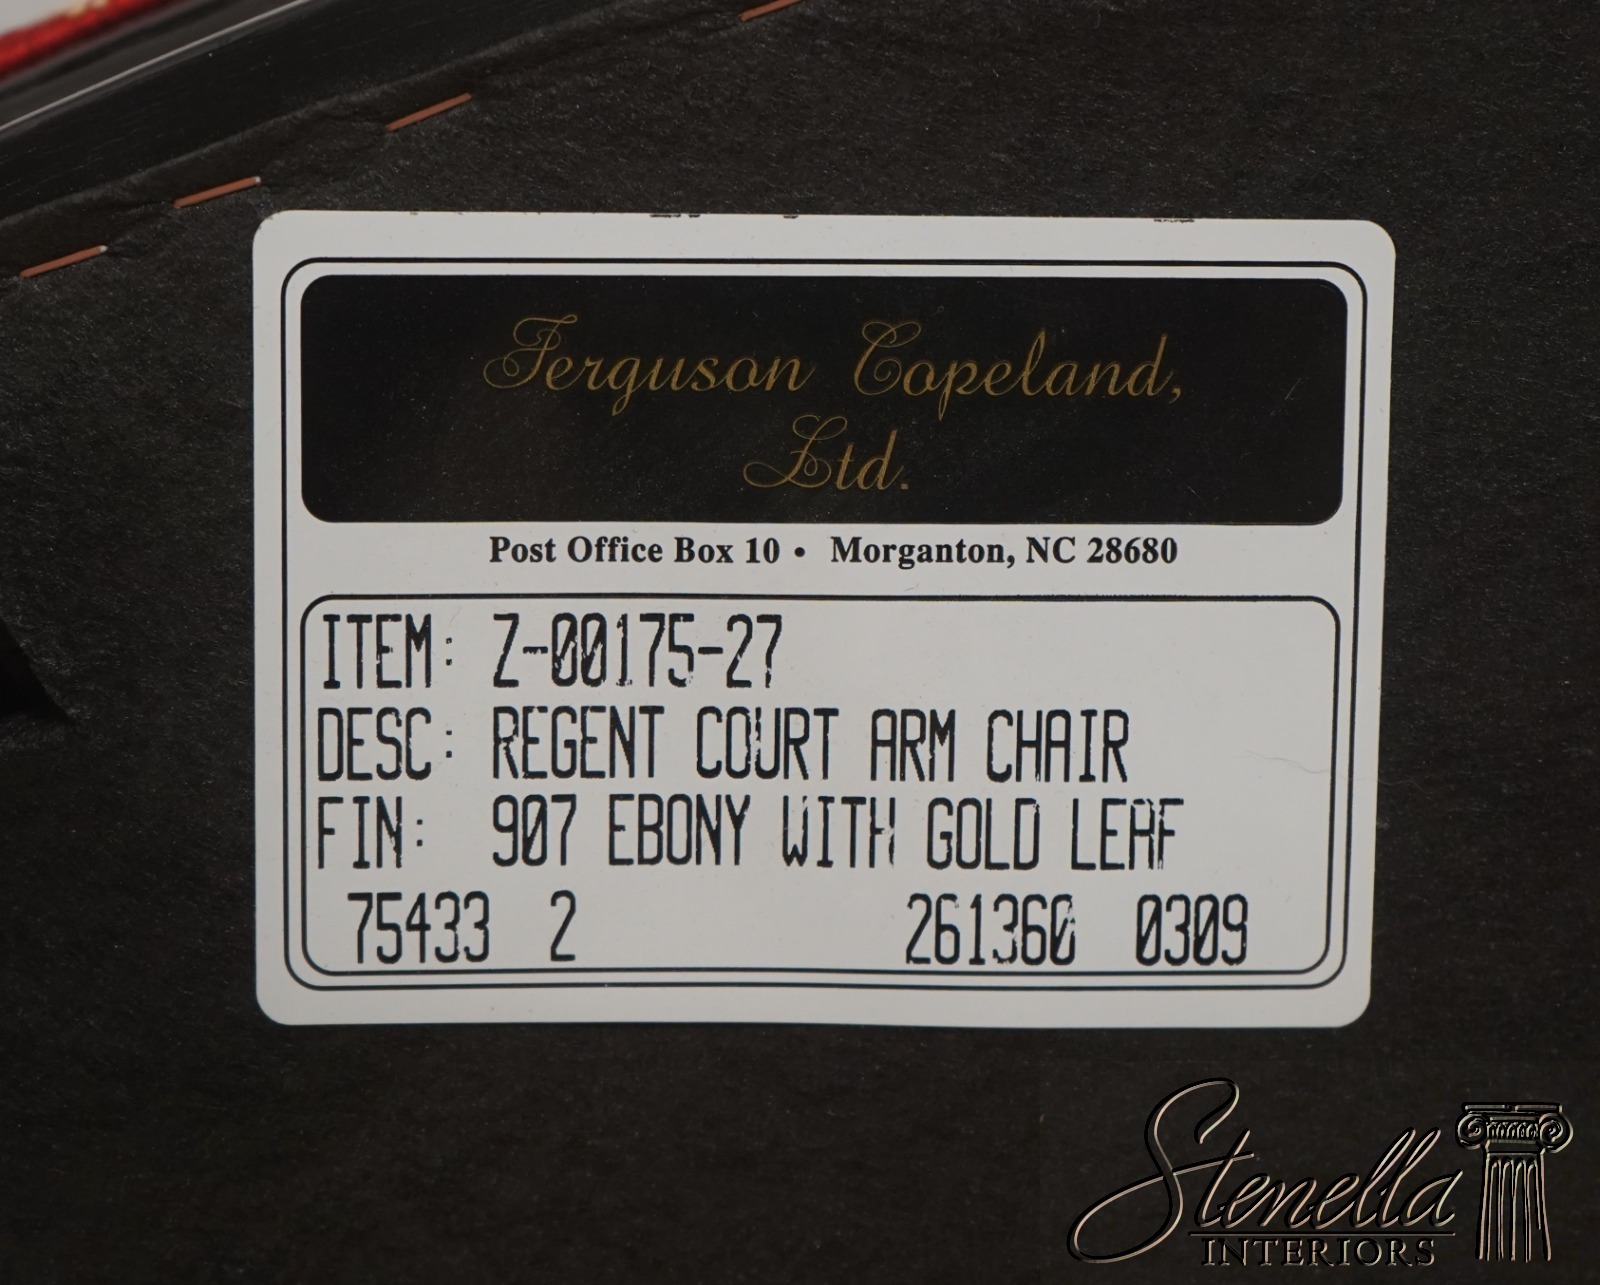 Ferguson Copeland,
Ltd.
Post Office Box 10 • Morganton, NC 28680
ITEM: Z-00175-27
DESC: REGENT COURT ARM CHAIR
FIN: 907 EBONY WITH GOLD LEAF
75433 2 261360 0309
Stenella
INTERIORS